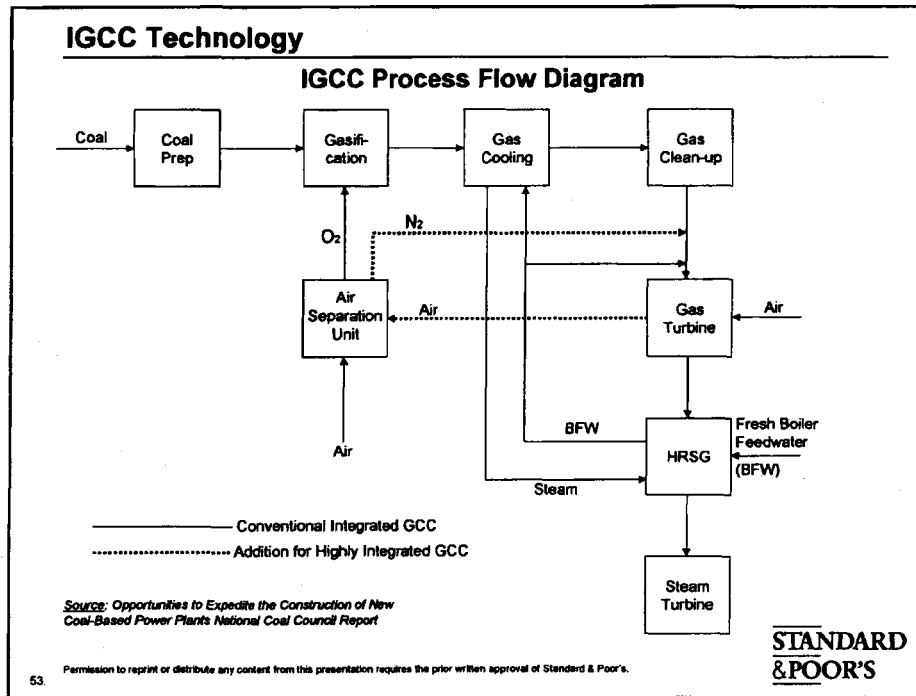 IGCC Technology
IGCC Process Flow Diagram
Coal
Coal
Prep
Gasifi-
cation
Gas
Cooling
Gas
Clean-up
O₂
N₂
Air
Separation
Unit
Air
Gas
Turbine
Air
Air
BFW
HRSG
Fresh Boiler
Feedwater
(BFW)
Steam
Conventional Integrated GCC
Addition for Highly Integrated GCC
Steam
Turbine
Source: Opportunities to Expedite the Construction of New
Coal-Based Power Plants National Coal Council Report
Permission to reprint or distribute any content from this presentation requires the prior written approval of Standard & Poor's.
53.
STANDARD
&POOR'S